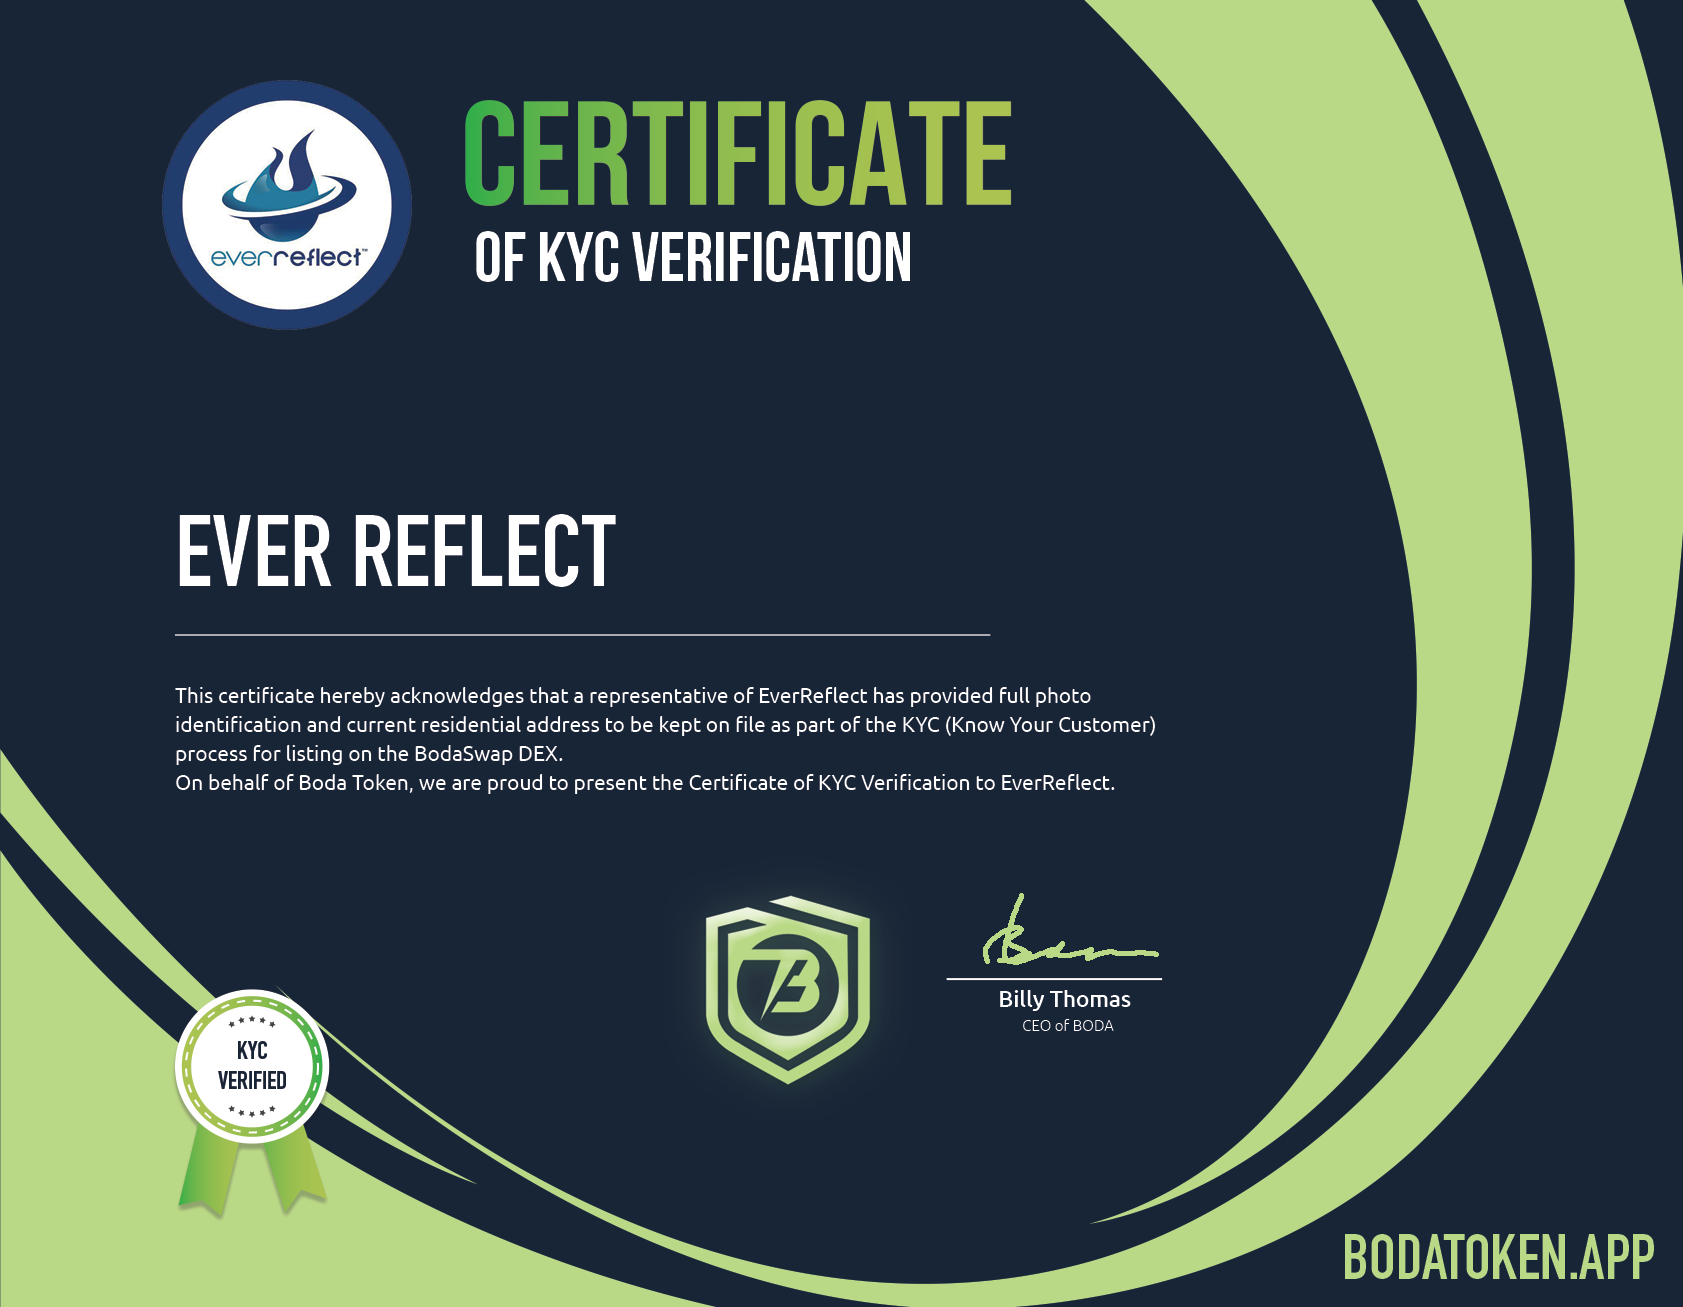 everreflect™
CERTIFICATE
OF KYC VERIFICATION
EVER REFLECT
This certificate hereby acknowledges that a representative of EverReflect has provided full photo
identification and current residential address to be kept on file as part of the KYC (Know Your Customer)
process for listing on the BodaSwap DEX.
On behalf of Boda Token, we are proud to present the Certificate of KYC Verification to EverReflect.
B
Billy Thomas
CEO of BODA
KYC
VERIFIED
BODATOKEN.APP